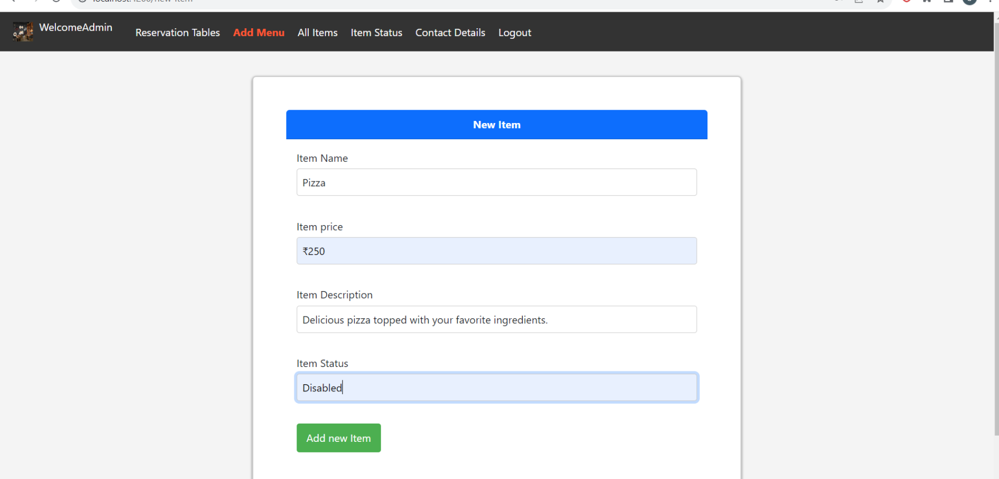 WelcomeAdmin
Reservation Tables Add Menu All Items Item Status Contact Details Logout
New Item
Item Name
Pizza
Item price
₹250
Item Description
Delicious pizza topped with your favorite ingredients.
Item Status
Disabled
Add new Item